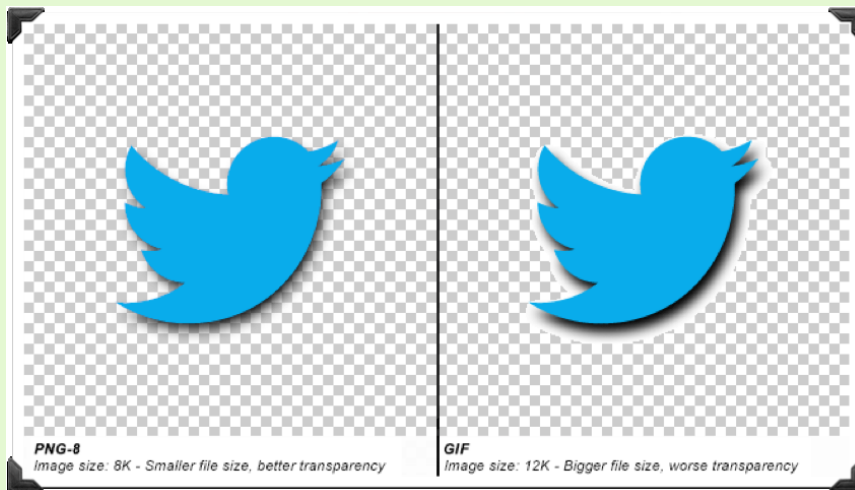 PNG-8
Image size: 8K - Smaller file size, better transparency
GIF
Image size: 12K - Bigger file size, worse transparency